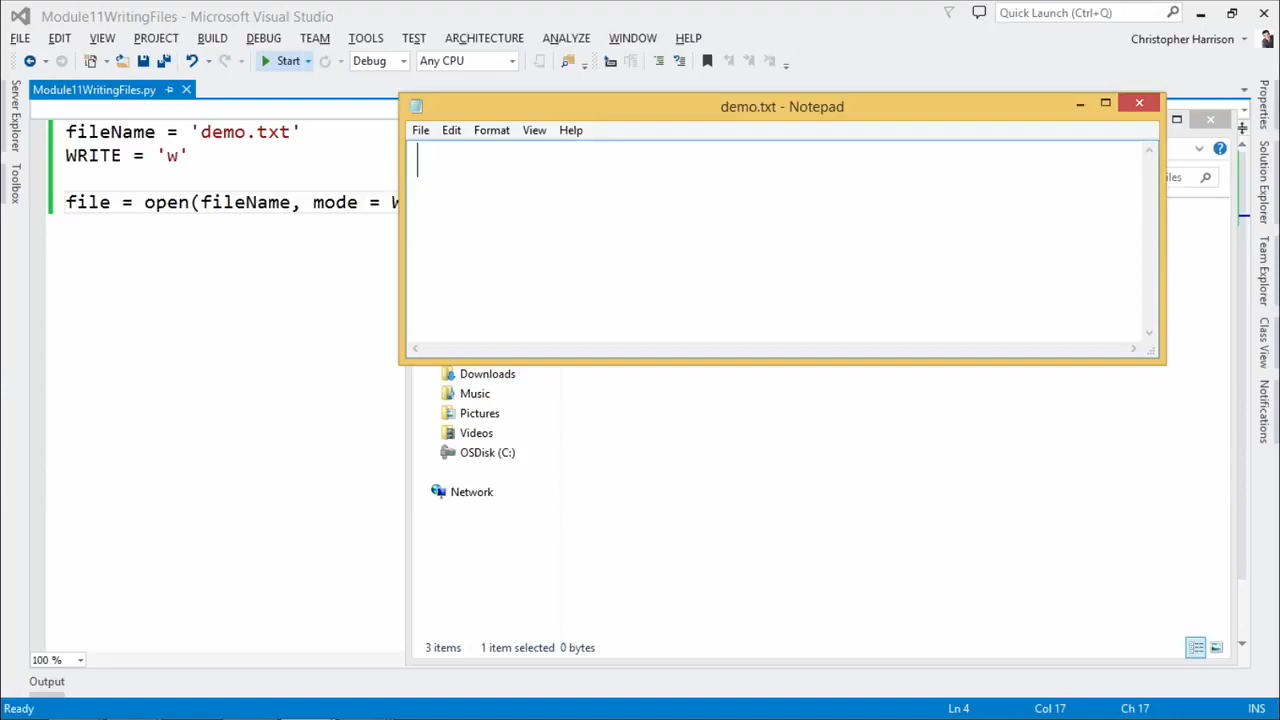 Module11WritingFiles - Microsoft Visual Studio
Quick Launch (Ctrl+Q)
FILE EDIT VIEW PROJECT BUILD DEBUG TEAM TOOLS TEST ARCHITECTURE ANALYZE WINDOW HELP
Christopher Harrison
Start Debug Any CPU
Server Explorer
Toolbox
Module11WritingFiles.py
fileName = 'demo.txt'
WRITE = 'w'
file = open(fileName, mode = W
demo.txt - Notepad
File Edit Format View Help
iles
Downloads
Music
Pictures
Videos
OSDisk (C:)
Network
3 items 1 item selected 0 bytes
Properties
Solution Explorer
Team Explorer
Class View
Notifications
100 %
Output
Ready
Ln 4 Col 17 Ch 17 INS